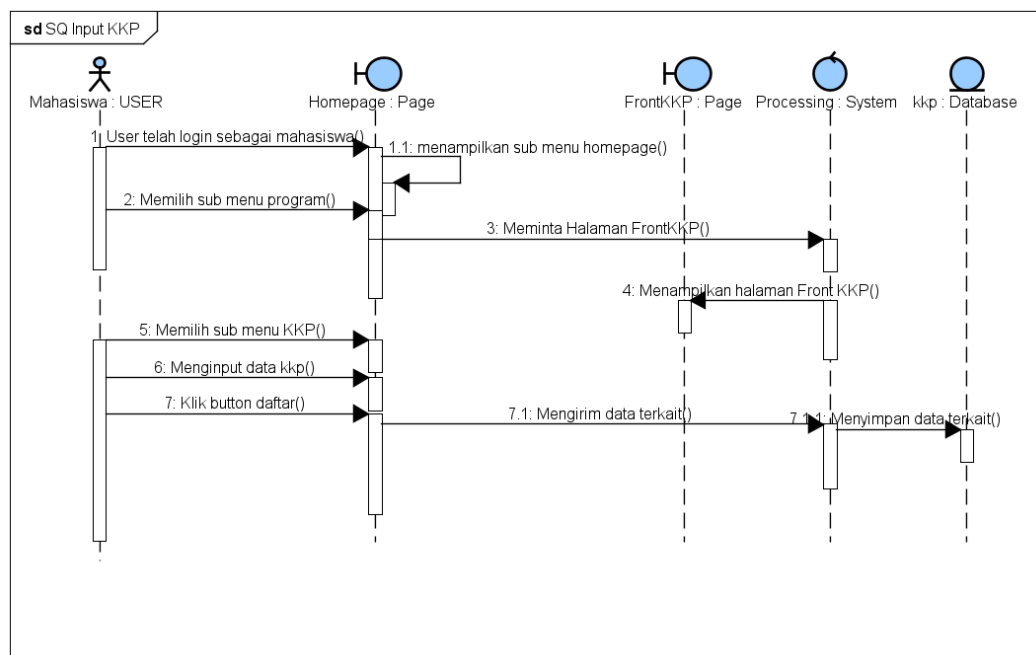 sd SQ Input KKP
Mahasiswa : USER
Homepage : Page
FrontKKP : Page
Processing : System
kkp : Database
1: User telah login sebagai mahasiswa()
1.1: menampilkan sub menu homepage()
2: Memilih sub menu program()
3: Meminta Halaman FrontKKP()
4: Menampilkan halaman Front KKP()
5: Memilih sub menu KKP()
6: Menginput data kkp()
7: Klik button daftar()
7.1: Mengirim data terkait()
7.1.1: Menyimpan data terkait()